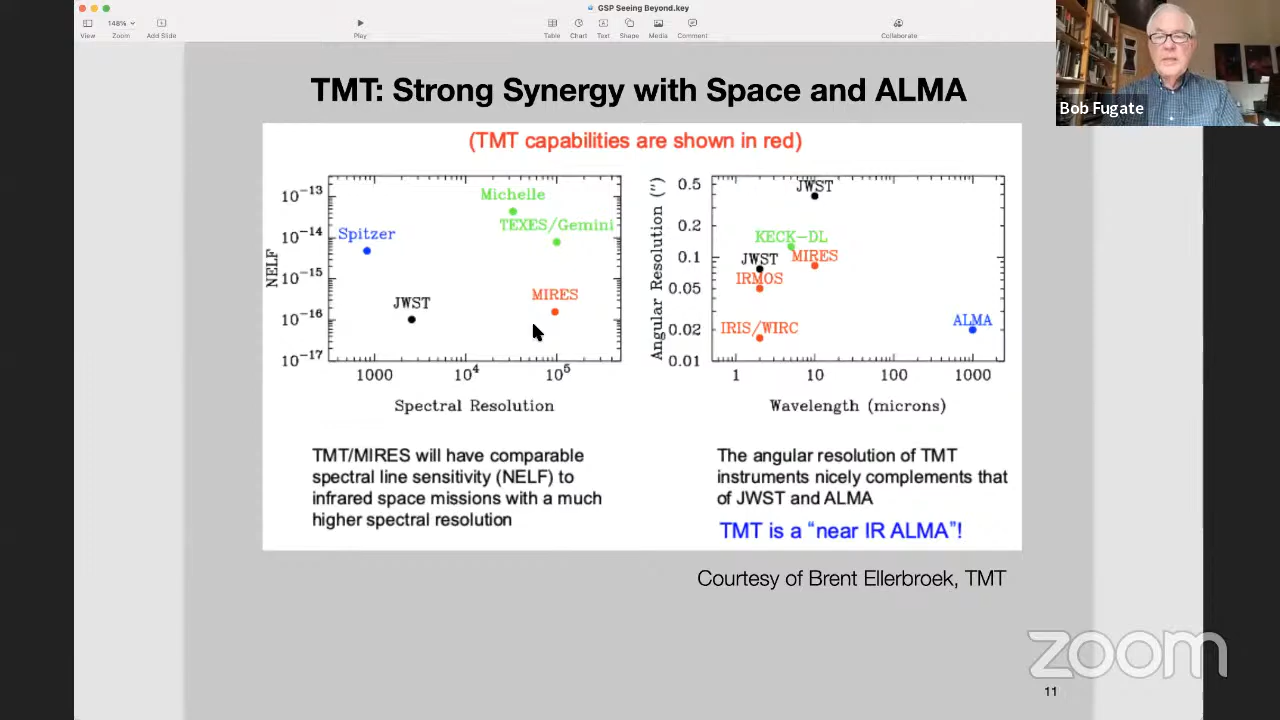 GSP Seeing Beyond.key
148%
View
Zoom
Add Slide
Play
Table
Chart
Text
Shape
Media
Comment
Collaborate
Bob Fugate
TMT: Strong Synergy with Space and ALMA
(TMT capabilities are shown in red)
NELF
10-13
10-14
10-15
10-16
10-17
Michelle
TEXES/Gemini
Spitzer
MIRES
JWST
1000
10⁴
10⁵
Spectral Resolution
Angular Resolution (")
0.5
0.2
0.1
0.05
0.02
0.01
JWST
KECK-DL
MIRES
JWST
IRMOS
IRIS/WIRC
ALMA
1
10
100
1000
Wavelength (microns)
TMT/MIRES will have comparable
spectral line sensitivity (NELF) to
infrared space missions with a much
higher spectral resolution
The angular resolution of TMT
instruments nicely complements that
of JWST and ALMA
TMT is a “near IR ALMA”!
Courtesy of Brent Ellerbroek, TMT
zoom
11